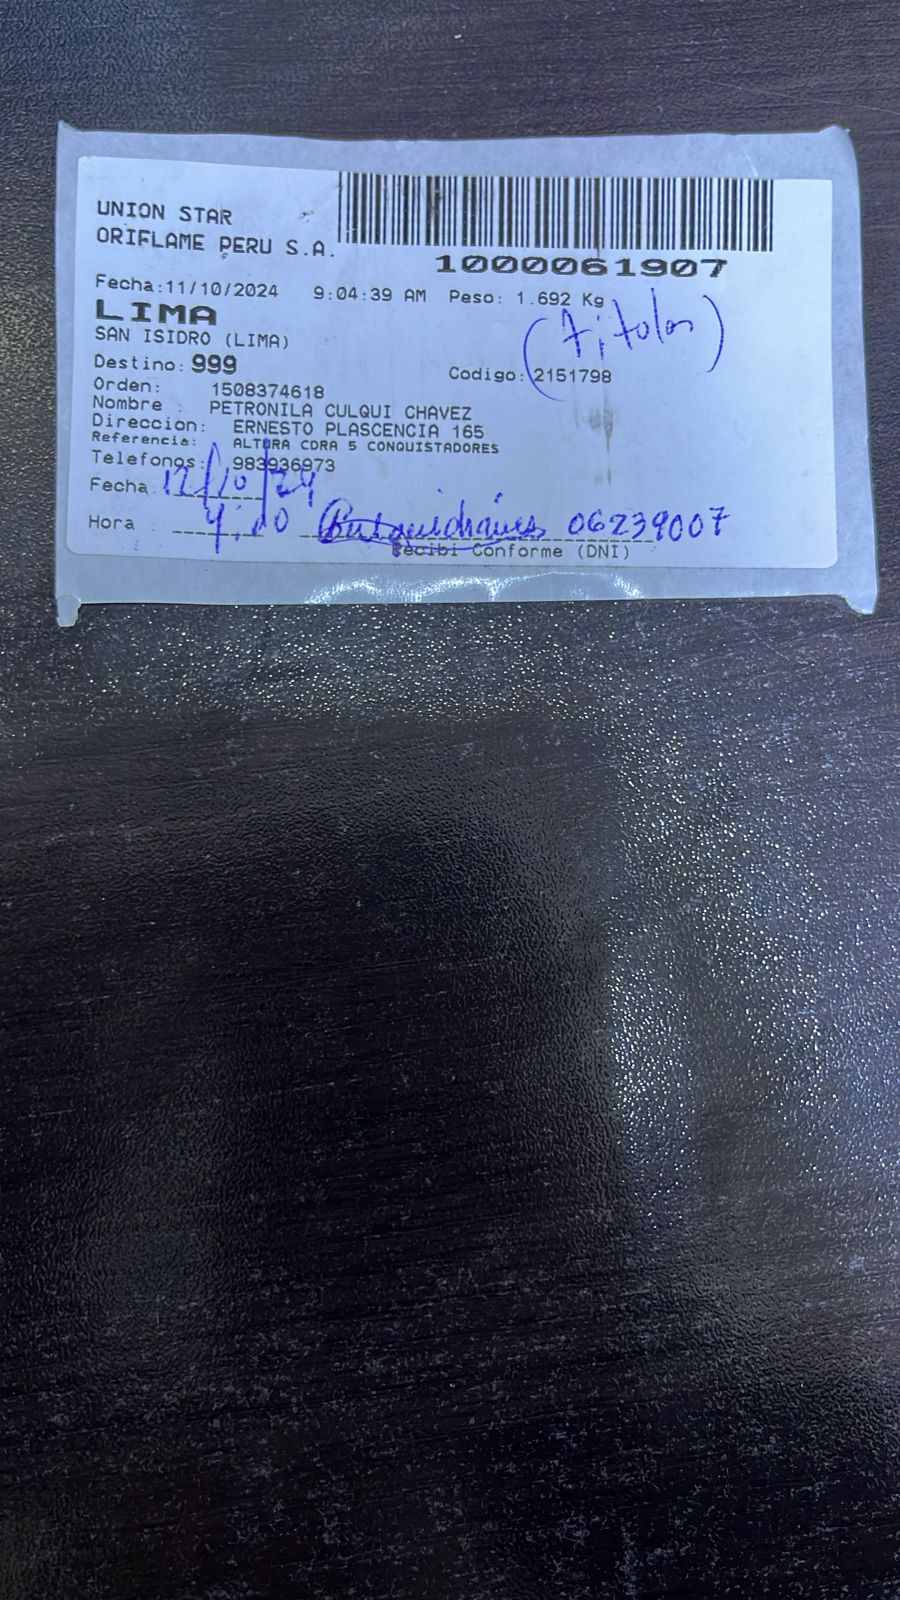 UNION STAR
ORIFLAME PERU S.A.
1000061907
Fecha:11/10/2024 9:04:39 AM Peso: 1.692 Kg
LIMA
(titular)
SAN ISIDRO (LIMA)
Destino: 999
Codigo: 2151798
Orden: 1508374618
Nombre : PETRONILA CULQUI CHAVEZ
Direccion: ERNESTO PLASCENCIA 165
Referencia: ALTURA CDRA 5 CONQUISTADORES
Telefonos: 983936973
Fecha 12/10/24
Hora : 4:20 06239007
Recibi Conforme (DNI)